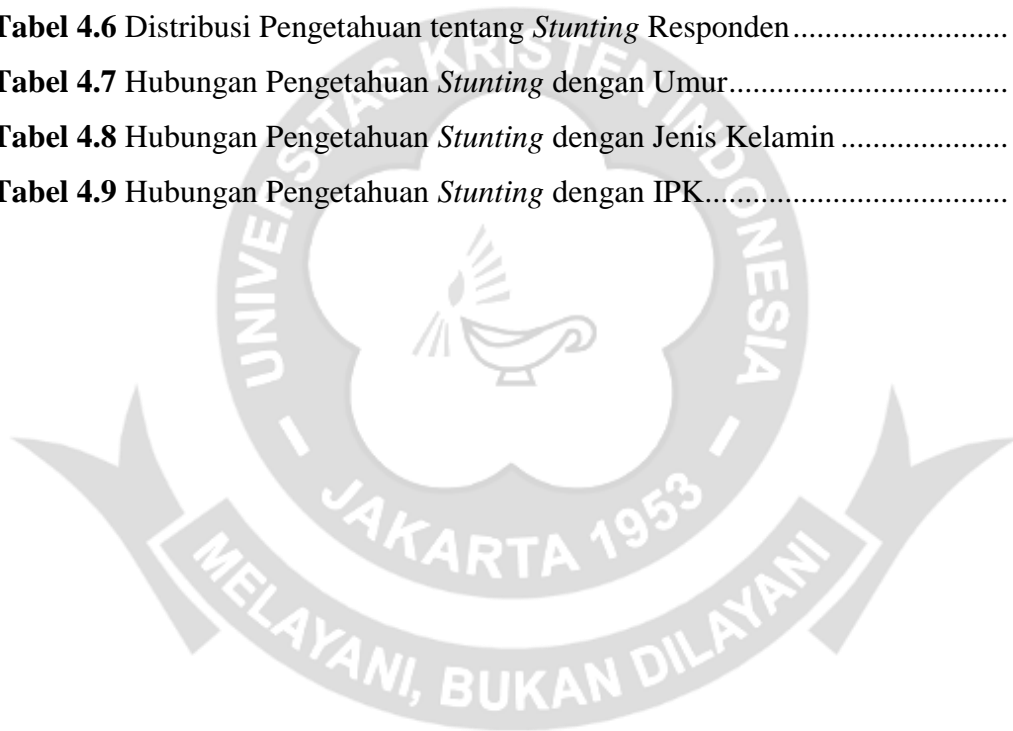 Tabel 4.6 Distribusi Pengetahuan tentang Stunting Responden..........................
Tabel 4.7 Hubungan Pengetahuan Stunting dengan Umur..................................
Tabel 4.8 Hubungan Pengetahuan Stunting dengan Jenis Kelamin ....................
Tabel 4.9 Hubungan Pengetahuan Stunting dengan IPK.....................................
UNIVERSITAS KRISTEN INDONESIA
- JAKARTA 1953 -
MELAYANI, BUKAN DILAYANI